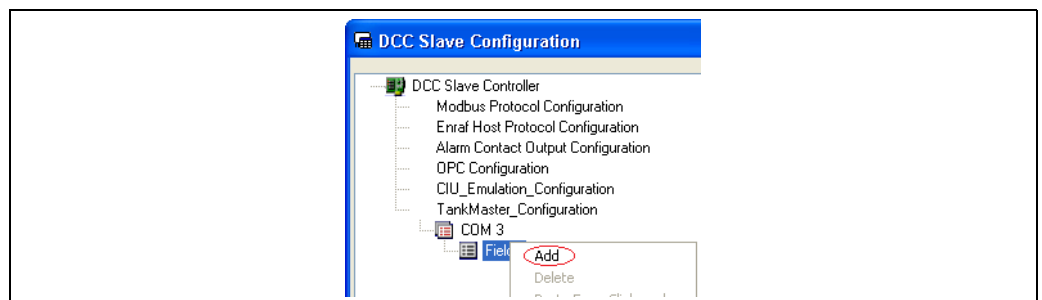 DCC Slave Configuration
DCC Slave Controller
Modbus Protocol Configuration
Enraf Host Protocol Configuration
Alarm Contact Output Configuration
OPC Configuration
CIU_Emulation_Configuration
TankMaster_Configuration
COM 3
Add
Delete